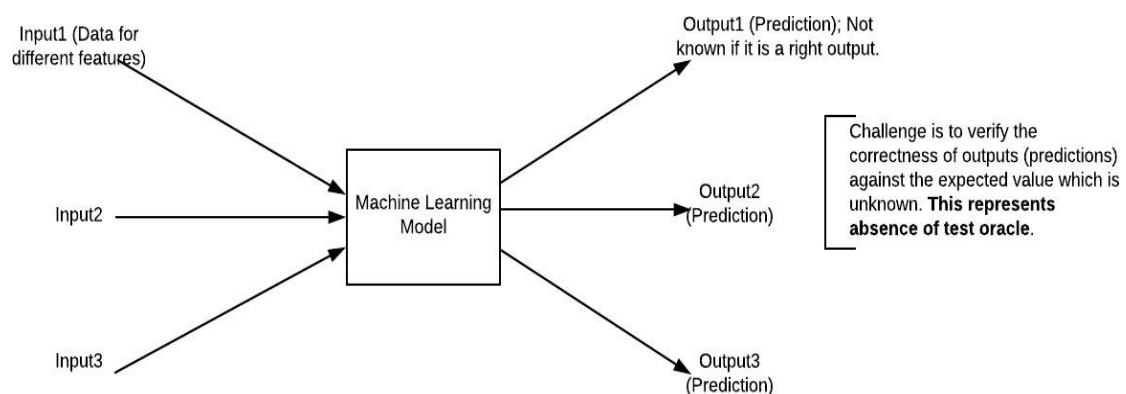 Input1 (Data for
different features)
Output1 (Prediction); Not
known if it is a right output.
Challenge is to verify the
correctness of outputs (predictions)
against the expected value which is
unknown. This represents
absence of test oracle.
Machine Learning
Model
Input2
Output2
(Prediction)
Input3
Output3
(Prediction)